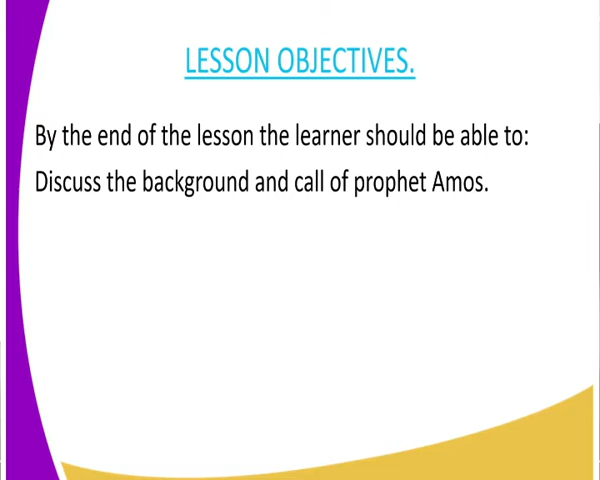 LESSON OBJECTIVES.
By the end of the lesson the learner should be able to:
Discuss the background and call of prophet Amos.